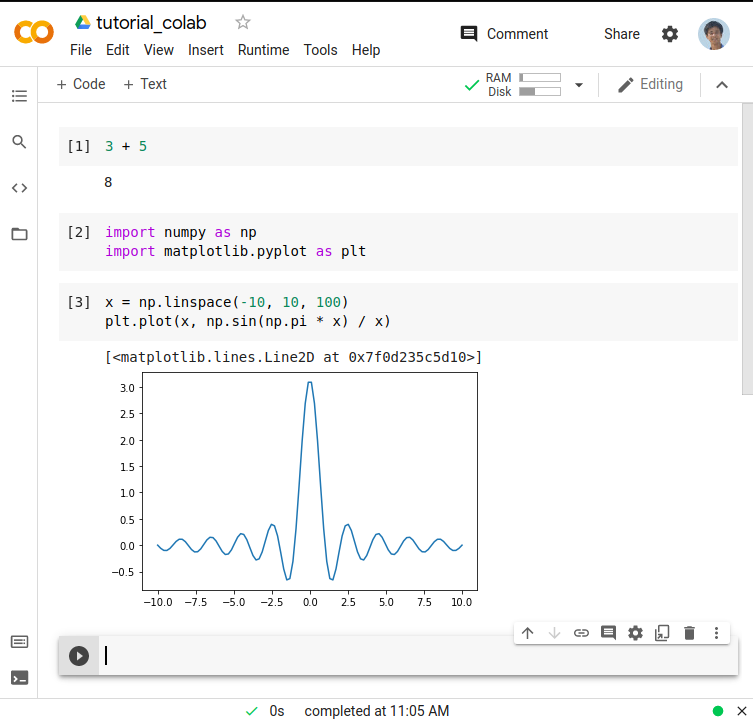 tutorial_colab
File Edit View Insert Runtime Tools Help
Comment Share
+ Code + Text
RAM
Disk
Editing
[1] 3 + 5
8
[2] import numpy as np
import matplotlib.pyplot as plt
[3] x = np.linspace(-10, 10, 100)
plt.plot(x, np.sin(np.pi * x) / x)
[<matplotlib.lines.Line2D at 0x7f0d235c5d10>]
3.0
2.5
2.0
1.5
1.0
0.5
0.0
−0.5
−10.0 −7.5 −5.0 −2.5 0.0 2.5 5.0 7.5 10.0
0s completed at 11:05 AM